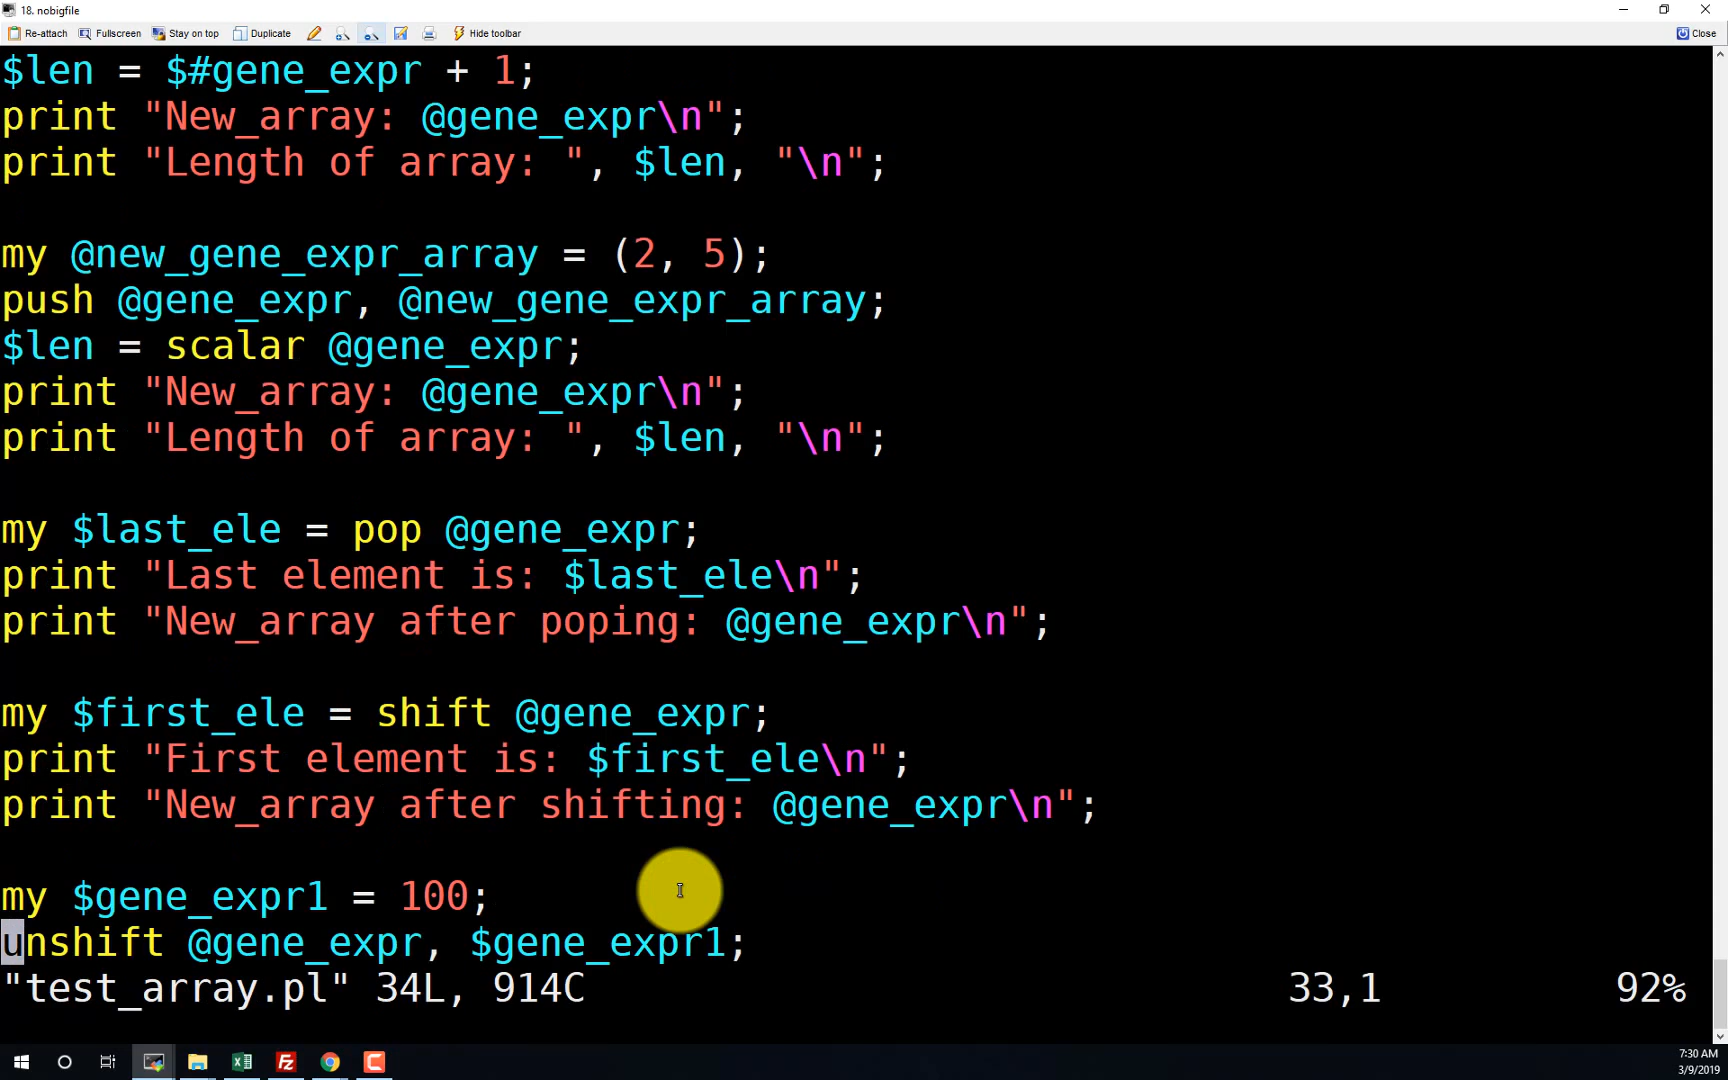 18. nobigfile
Re-attach Fullscreen Stay on top Duplicate Hide toolbar Close
$len = $#gene_expr + 1;
print "New_array: @gene_expr\n";
print "Length of array: ", $len, "\n";
my @new_gene_expr_array = (2, 5);
push @gene_expr, @new_gene_expr_array;
$len = scalar @gene_expr;
print "New_array: @gene_expr\n";
print "Length of array: ", $len, "\n";
my $last_ele = pop @gene_expr;
print "Last element is: $last_ele\n";
print "New_array after poping: @gene_expr\n";
my $first_ele = shift @gene_expr;
print "First element is: $first_ele\n";
print "New_array after shifting: @gene_expr\n";
my $gene_expr1 = 100;
unshift @gene_expr, $gene_expr1;
"test_array.pl" 34L, 914C 33,1 92%
7:30 AM
3/9/2019